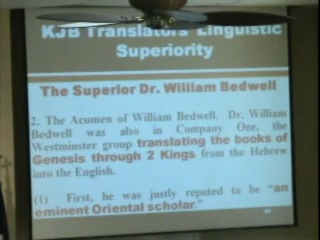 KJB Translators' Linguistic
Superiority
The Superior Dr. William Bedwell
2. The Acumen of William Bedwell. Dr. William
Bedwell was also in Company One, the
Westminster group translating the books of
Genesis through 2 Kings from the Hebrew
into the English.
(1) First, he was justly reputed to be "an
eminent Oriental scholar."